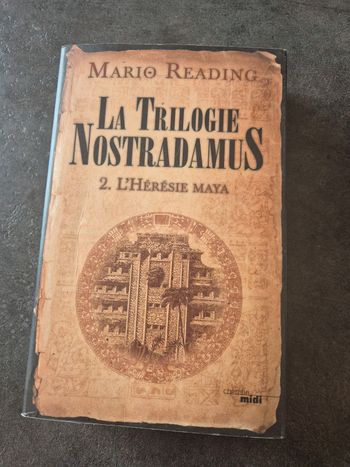 MARIO READING
LA TRILOGIE
NOSTRADAMUS
2. L'HÉRÉSIE MAYA
cherche
midi